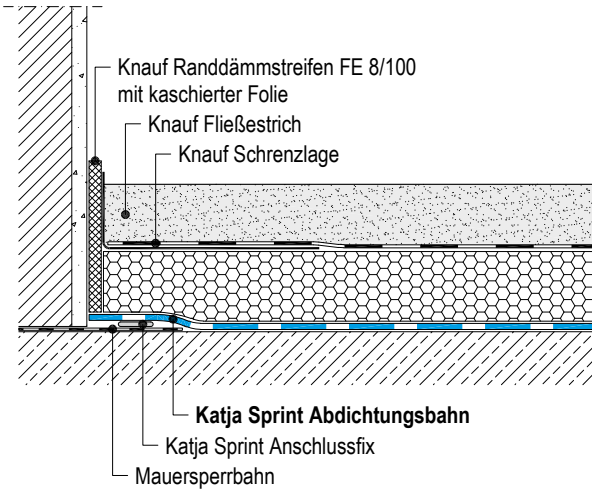 Knauf Randdämmstreifen FE 8/100
mit kaschierter Folie
Knauf Fließestrich
Knauf Schrenzlage
Katja Sprint Abdichtungsbahn
Katja Sprint Anschlussfix
Mauersperrbahn